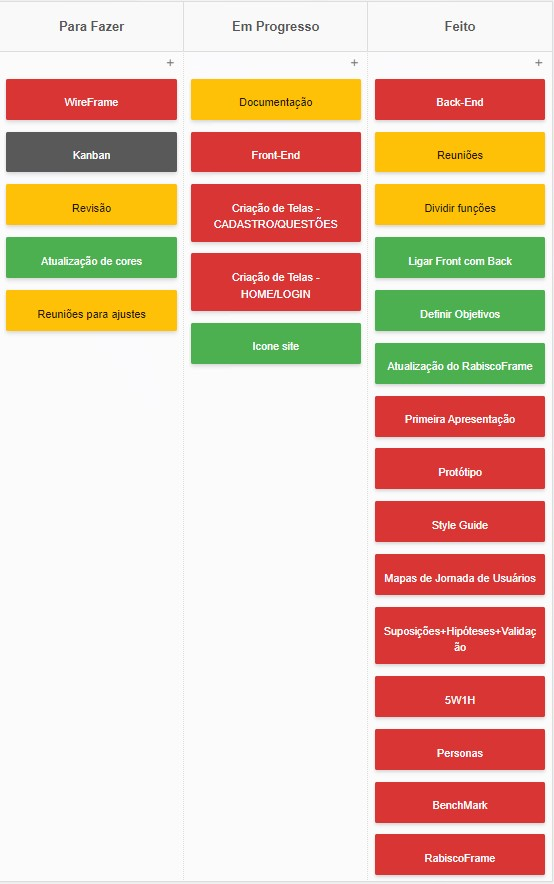 Para Fazer
+
WireFrame
Kanban
Revisão
Atualização de cores
Reuniões para ajustes
Em Progresso
+
Documentação
Front-End
Criação de Telas -
CADASTRO/QUESTÕES
Criação de Telas -
HOME/LOGIN
Icone site
Feito
+
Back-End
Reuniões
Dividir funções
Ligar Front com Back
Definir Objetivos
Atualização do RabiscoFrame
Primeira Apresentação
Protótipo
Style Guide
Mapas de Jornada de Usuários
Suposições+Hipóteses+Validaç
ão
5W1H
Personas
BenchMark
RabiscoFrame